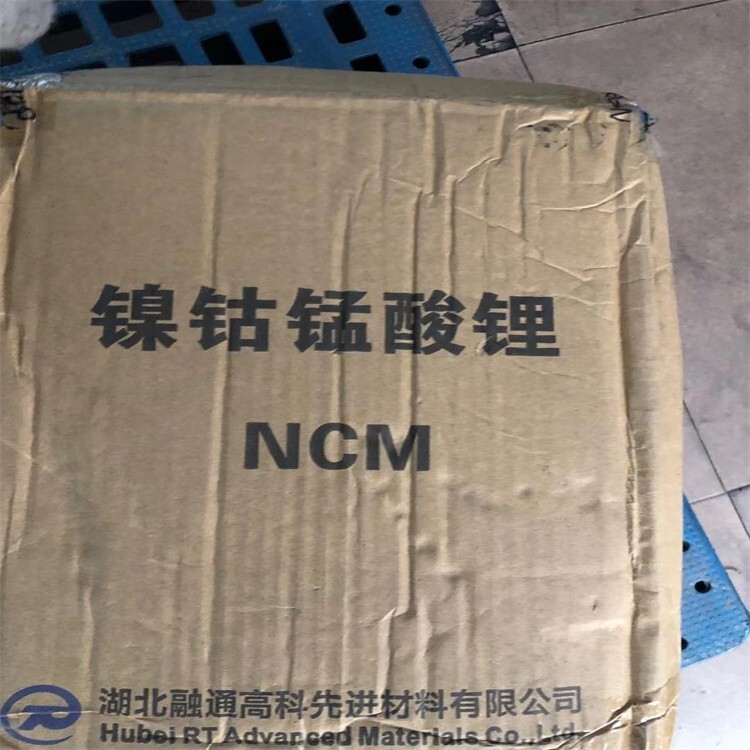 镍钴锰酸锂
NCM
湖北融通高科先进材料有限公司
Hubei RT Advanced Materials Co.,Ltd.